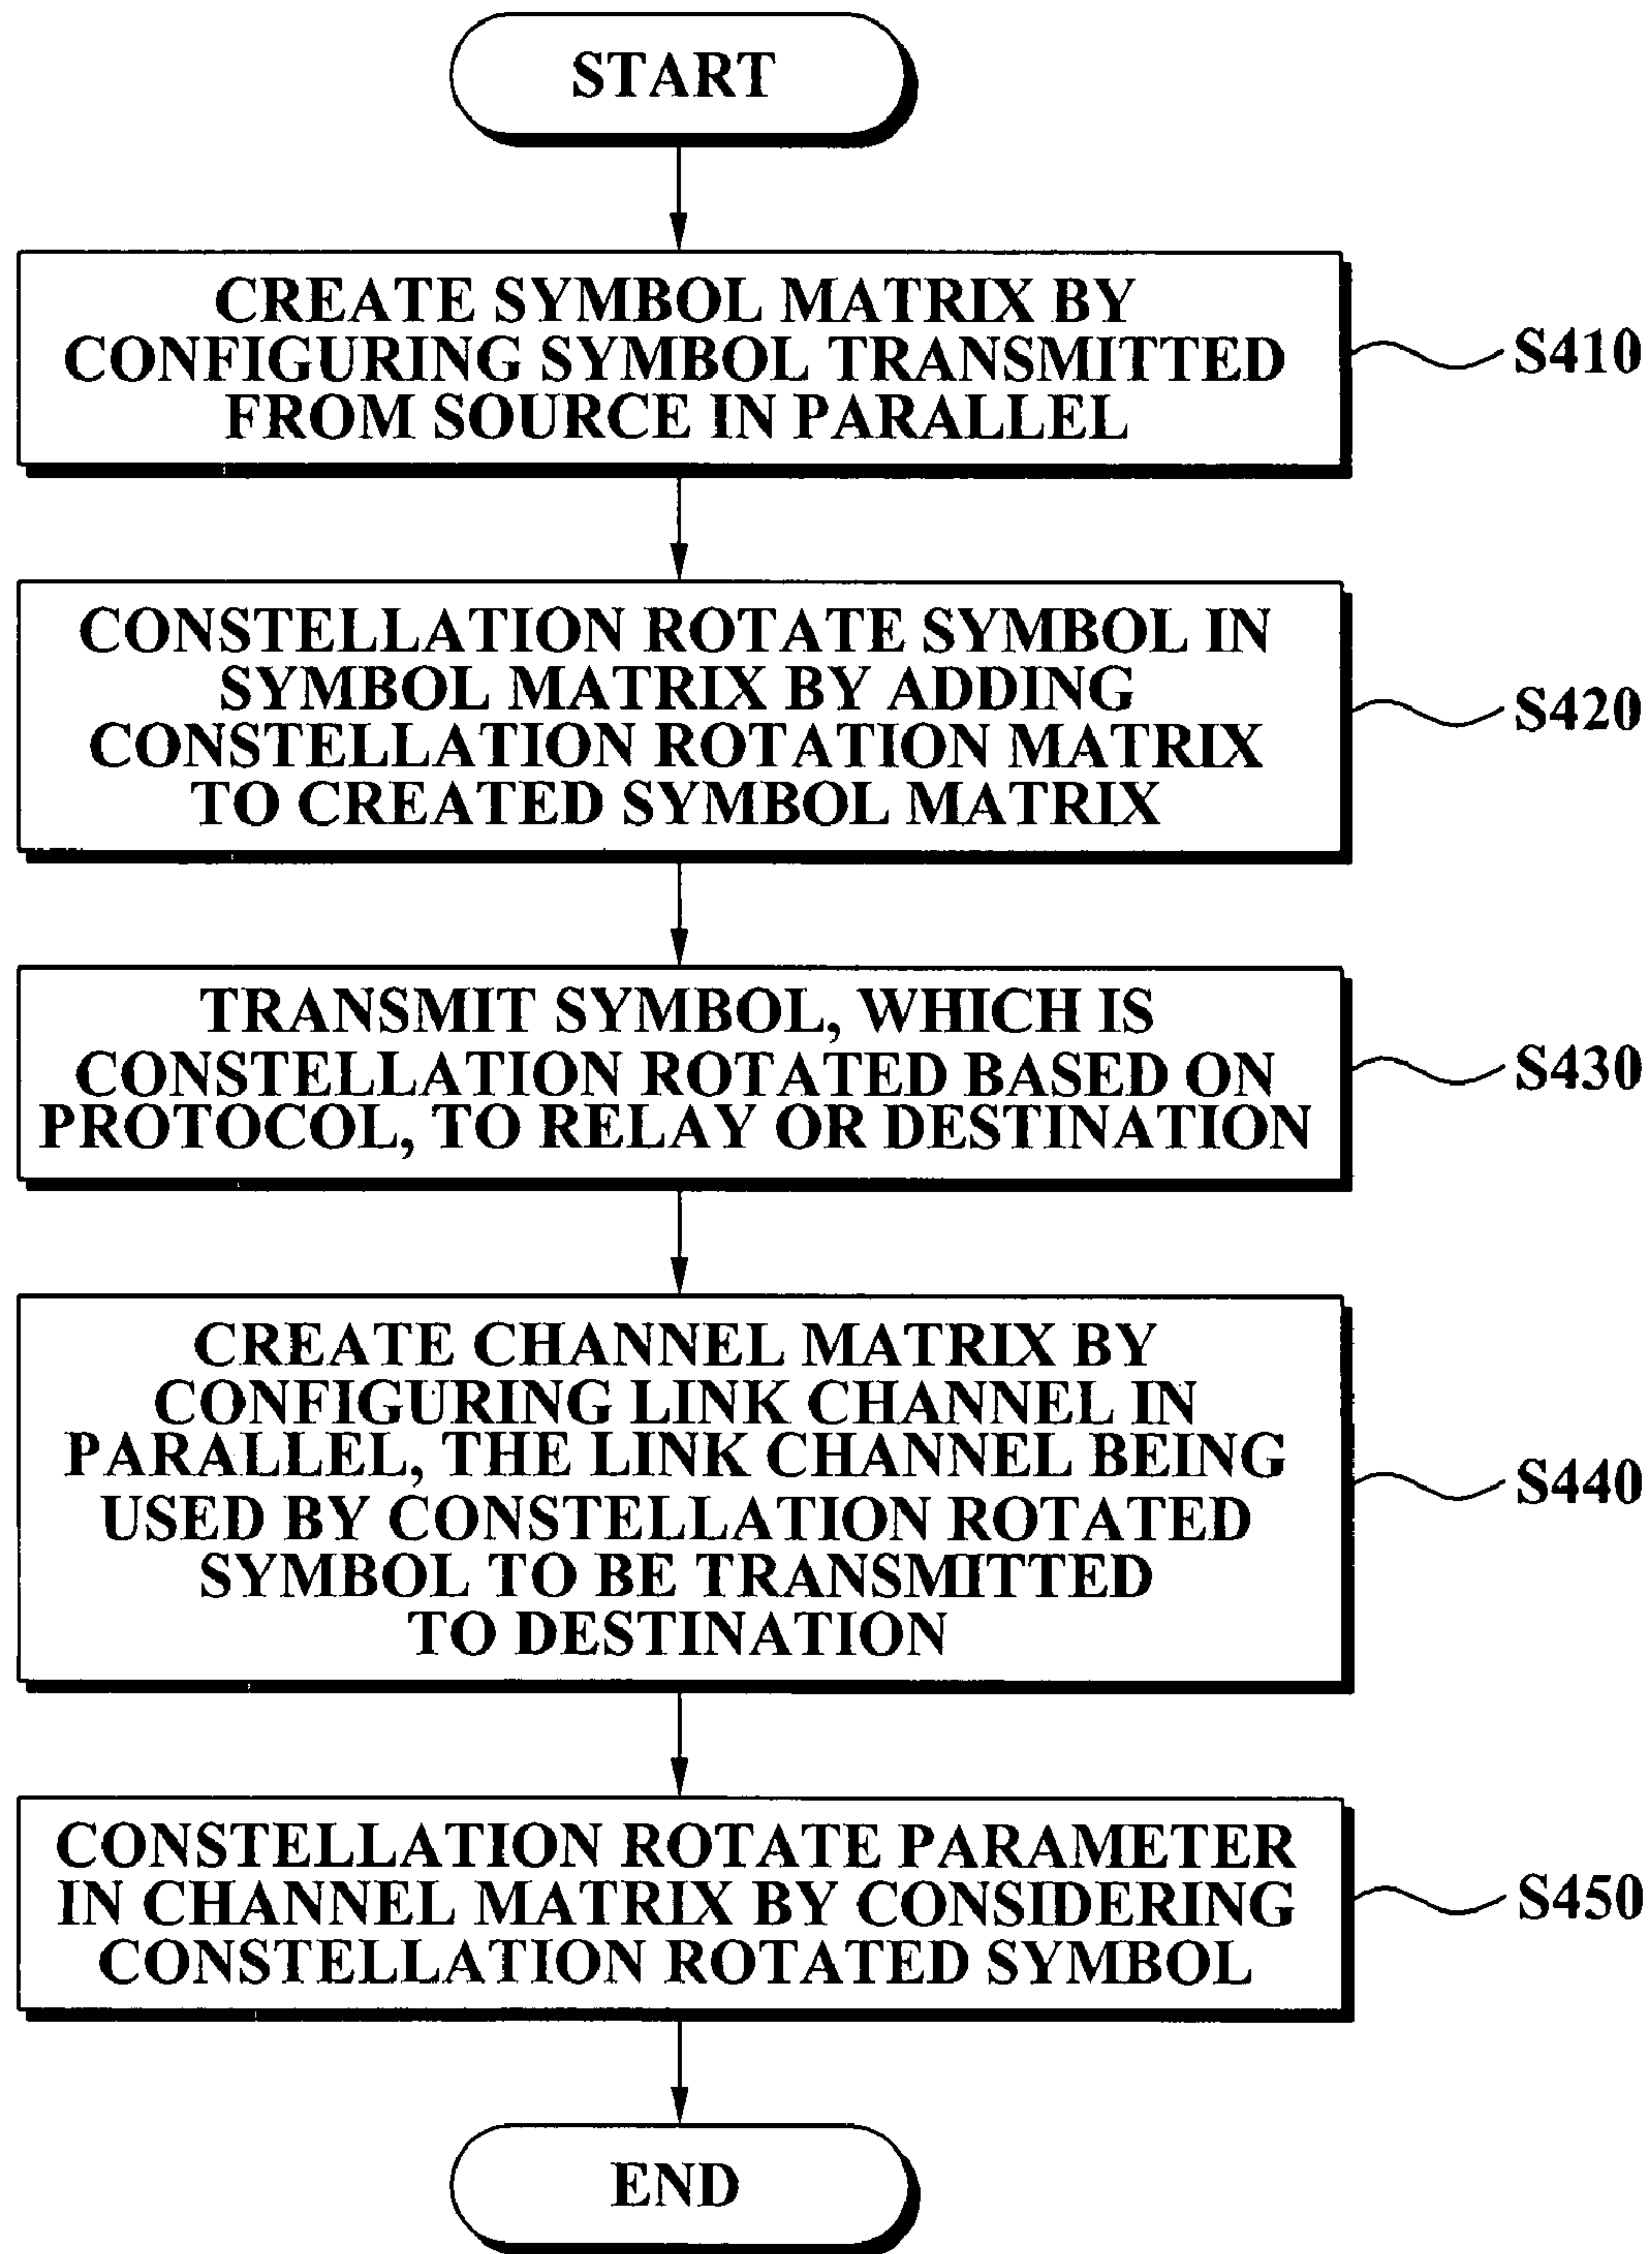 START
CREATE SYMBOL MATRIX BY
CONFIGURING SYMBOL TRANSMITTED
FROM SOURCE IN PARALLEL
S410
CONSTELLATION ROTATE SYMBOL IN
SYMBOL MATRIX BY ADDING
CONSTELLATION ROTATION MATRIX
TO CREATED SYMBOL MATRIX
S420
TRANSMIT SYMBOL, WHICH IS
CONSTELLATION ROTATED BASED ON
PROTOCOL, TO RELAY OR DESTINATION
S430
CREATE CHANNEL MATRIX BY
CONFIGURING LINK CHANNEL IN
PARALLEL, THE LINK CHANNEL BEING
USED BY CONSTELLATION ROTATED
SYMBOL TO BE TRANSMITTED
TO DESTINATION
S440
CONSTELLATION ROTATE PARAMETER
IN CHANNEL MATRIX BY CONSIDERING
CONSTELLATION ROTATED SYMBOL
S450
END